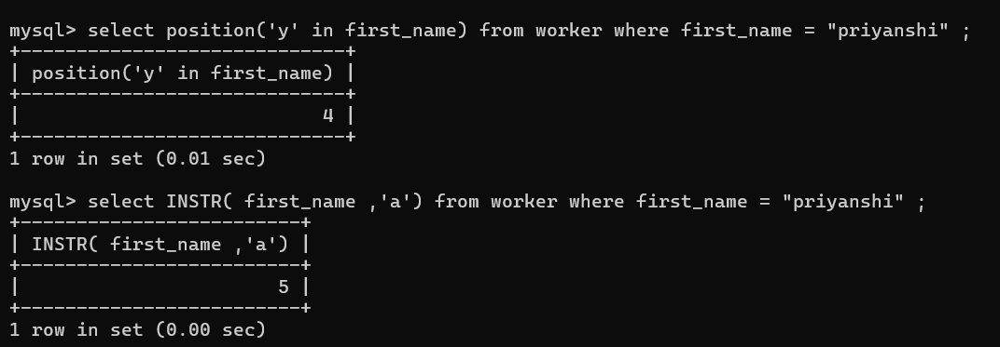 mysql> select position('y' in first_name) from worker where first_name = "priyanshi" ;
+-----------------------------+
| position('y' in first_name) |
+-----------------------------+
|                           4 |
+-----------------------------+
1 row in set (0.01 sec)

mysql> select INSTR( first_name ,'a') from worker where first_name = "priyanshi" ;
+-------------------------+
| INSTR( first_name ,'a') |
+-------------------------+
|                       5 |
+-------------------------+
1 row in set (0.00 sec)